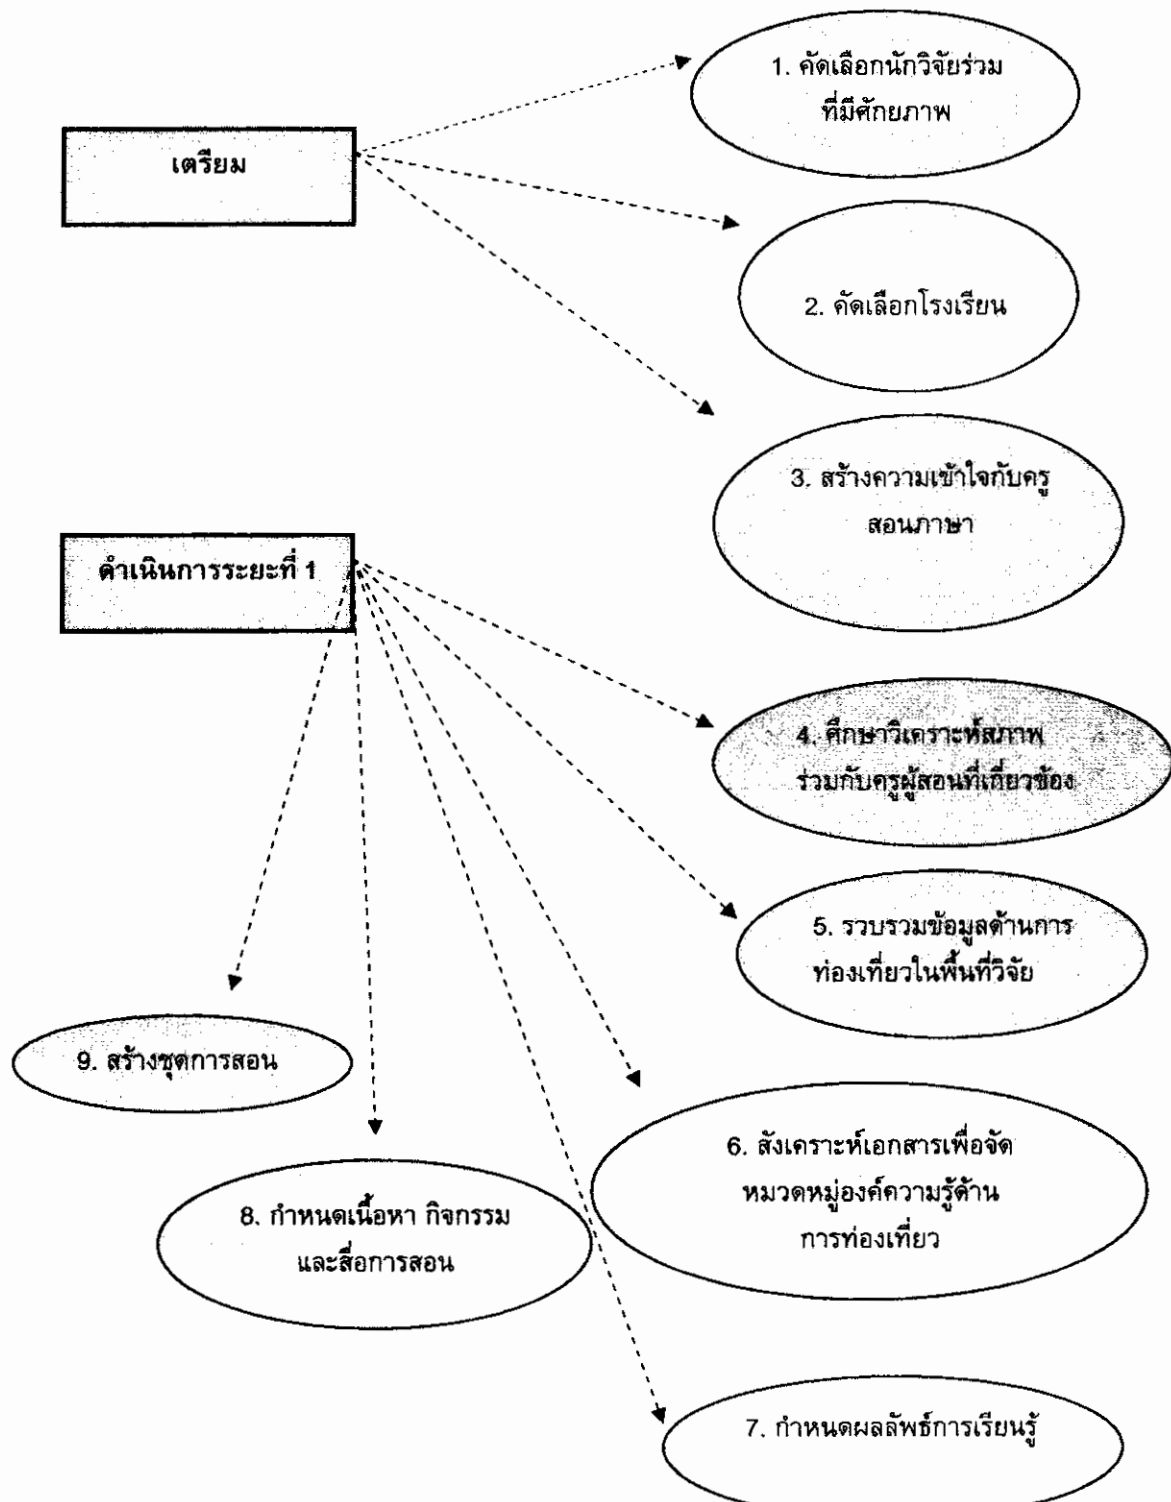 1. คัดเลือกนักวิจัยร่วม
ที่มีศักยภาพ
เตรียม
2. คัดเลือกโรงเรียน
3. สร้างความเข้าใจกับครู
สอนภาษา
ดำเนินการระยะที่ 1
4. ศึกษาวิเคราะห์สภาพ
ร่วมกับครูผู้สอนที่เกี่ยวข้อง
5. รวบรวมข้อมูลด้านการ
ท่องเที่ยวในพื้นที่วิจัย
9. สร้างชุดการสอน
6. สังเคราะห์เอกสารเพื่อจัด
หมวดหมู่องค์ความรู้ด้าน
การท่องเที่ยว
8. กำหนดเนื้อหา กิจกรรม
และสื่อการสอน
7. กำหนดผลลัพธ์การเรียนรู้